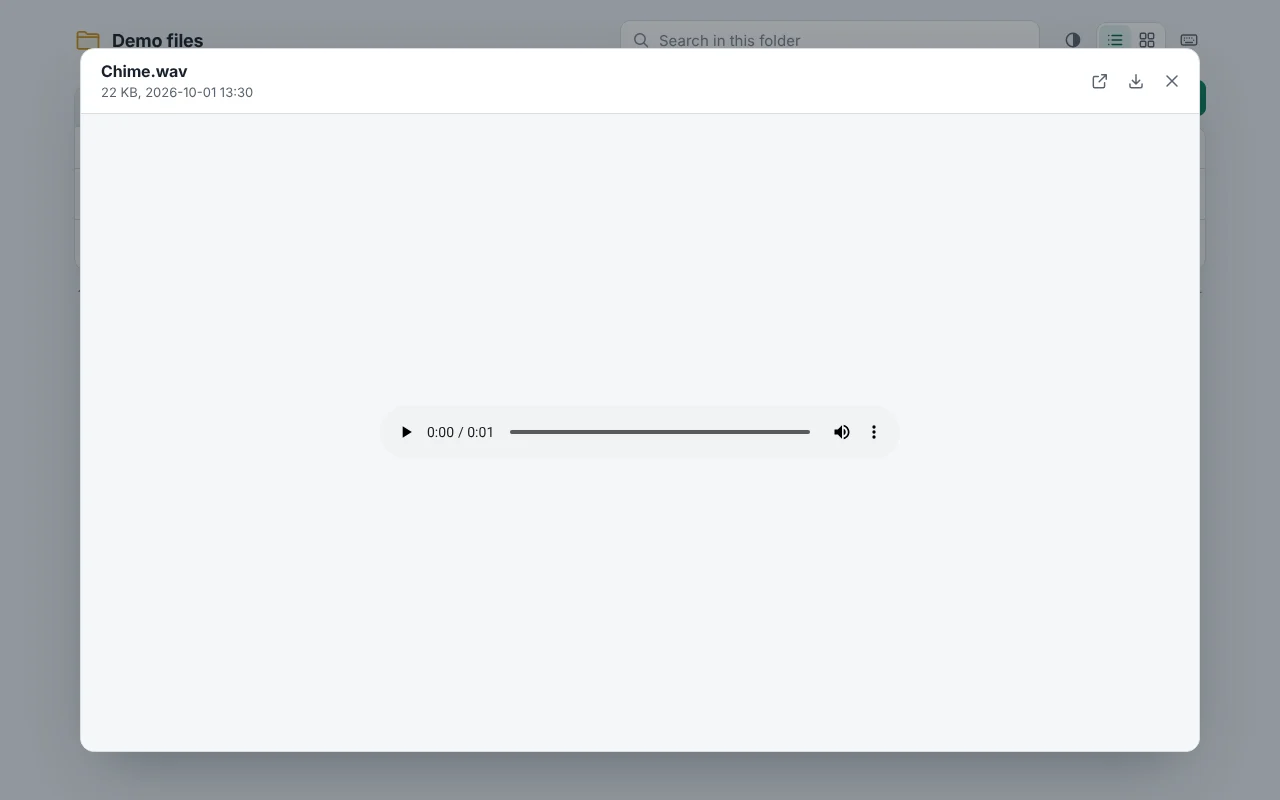 Demo files
Search in this folder
Chime.wav
22 KB, 2026-10-01 13:30
0:00 / 0:01